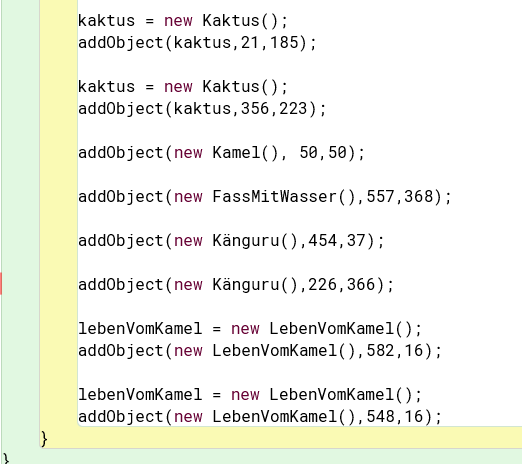 kaktus = new Kaktus();
addObject(kaktus,21,185);
kaktus = new Kaktus();
addObject(kaktus,356,223);
addObject(new Kamel(), 50,50);
addObject(new FassMitWasser(),557,368);
addObject(new Känguru(),454,37);
addObject(new Känguru(),226,366);
lebenVomKamel = new LebenVomKamel();
addObject(new LebenVomKamel(),582,16);
lebenVomKamel = new LebenVomKamel();
addObject(new LebenVomKamel(),548,16);
}
}